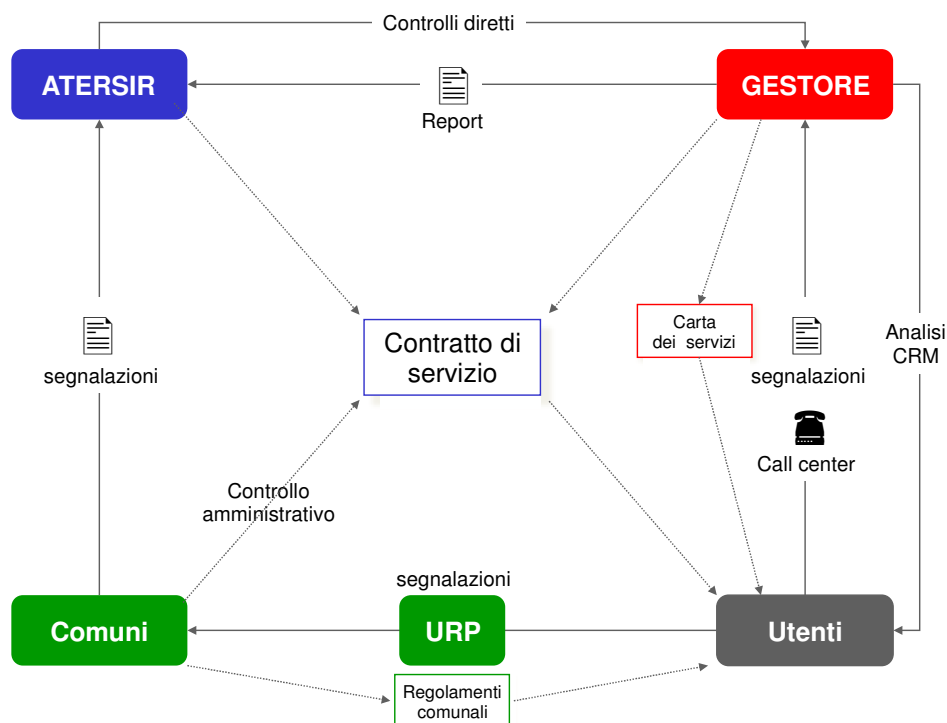 Controlli diretti
ATERSIR
GESTORE
Report
Carta
dei servizi
Analisi
CRM
Contratto di
servizio
segnalazioni
segnalazioni
Call center
Controllo
amministrativo
segnalazioni
Comuni
URP
Utenti
Regolamenti
comunali